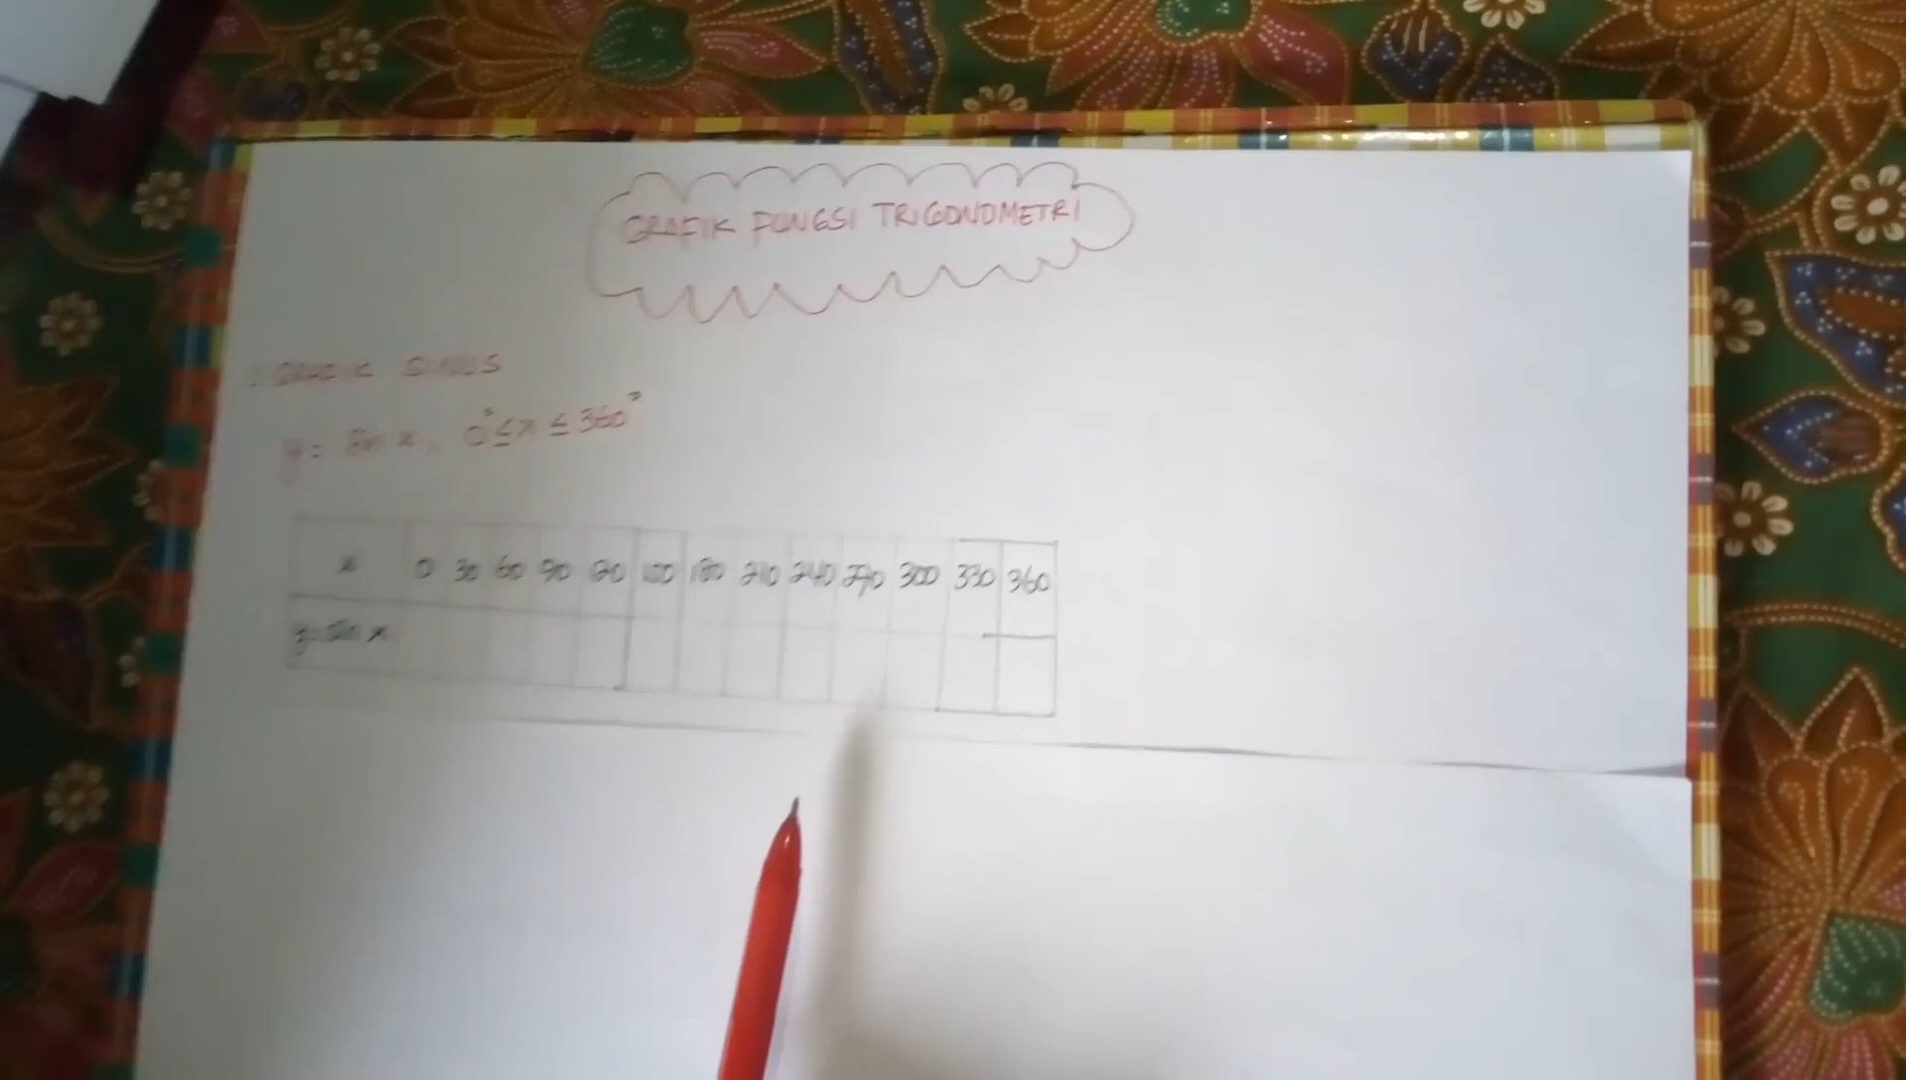 GRAFIK FUNGSI TRIGONOMETRI
1. GRAFIK SINUS
y = Sin x, 0° ≤ x ≤ 360°
x 0 30 60 90 120 150 180 210 240 270 300 330 360
y = Sin x